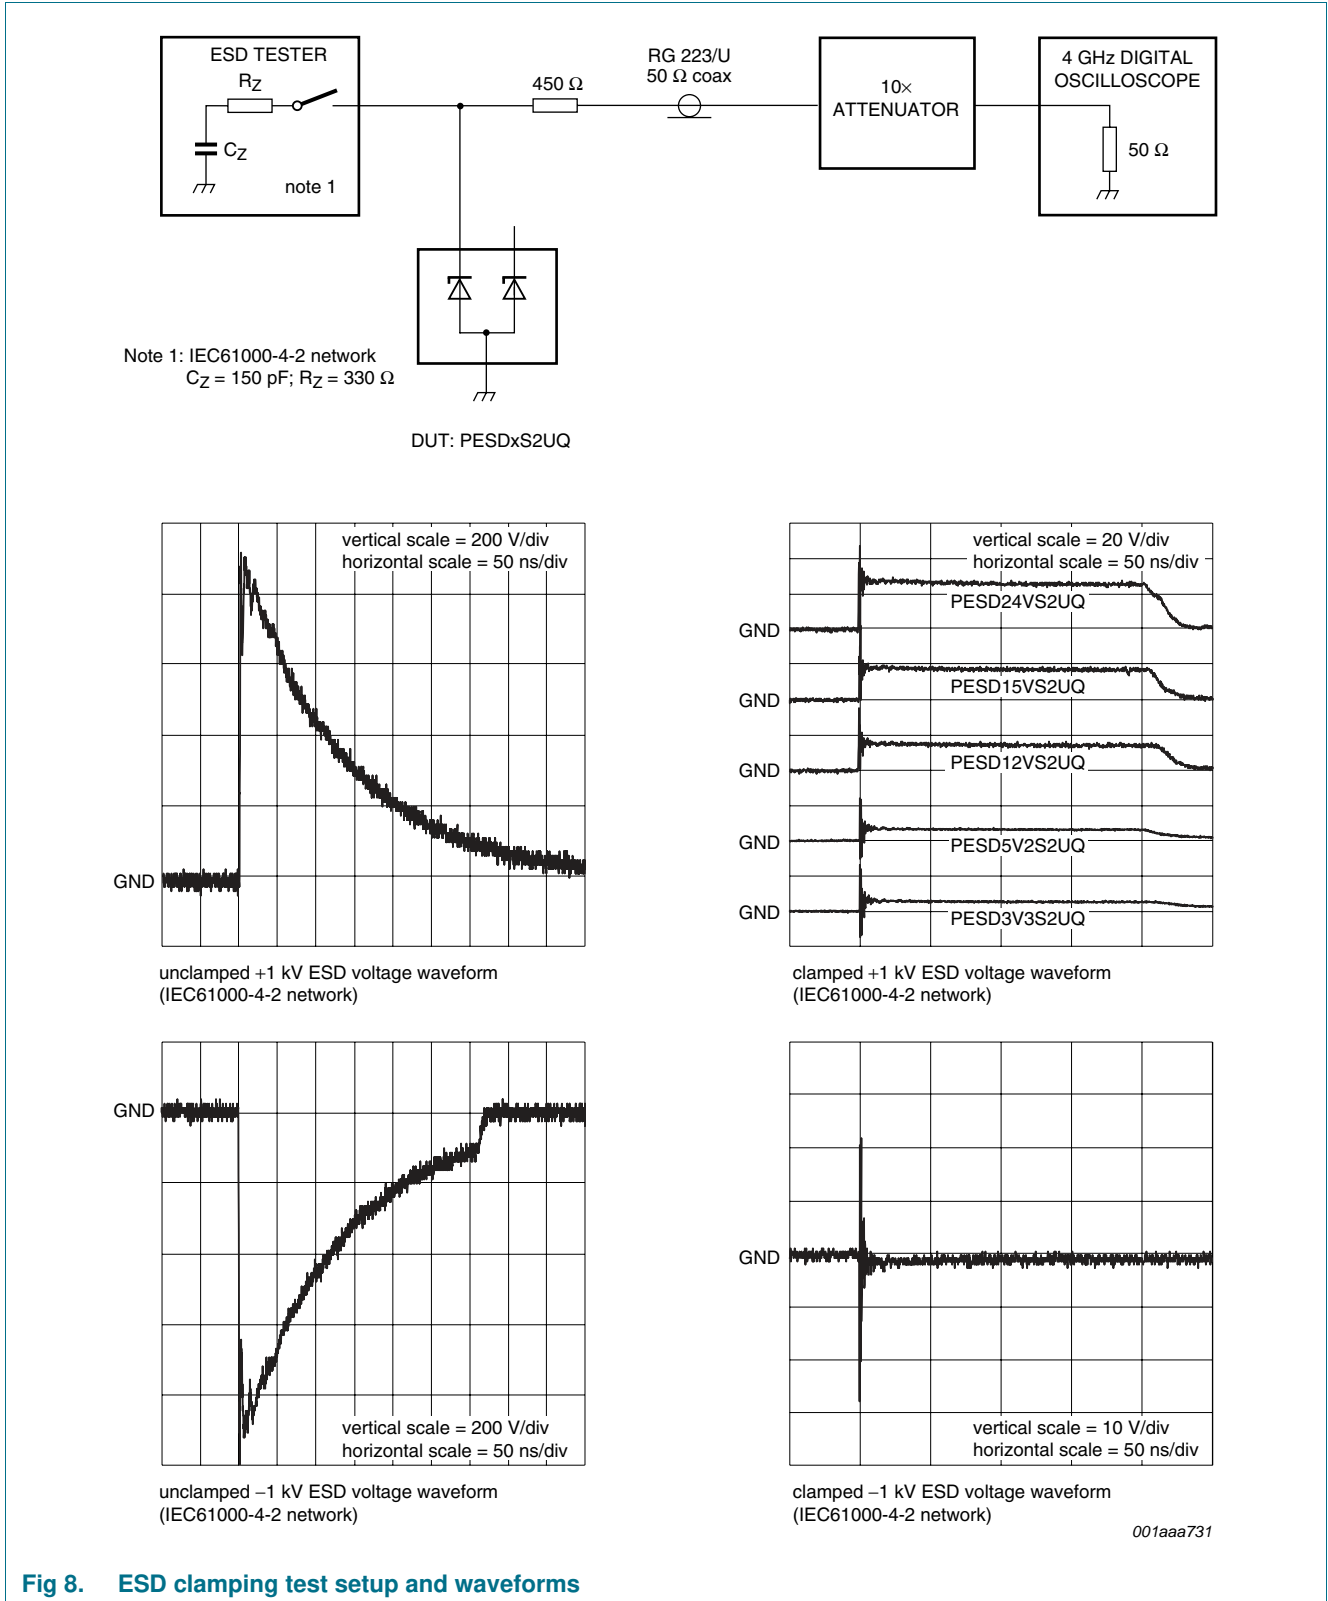 ESD TESTER
RZ
CZ
note 1
450 Ω
RG 223/U
50 Ω coax
10×
ATTENUATOR
4 GHz DIGITAL
OSCILLOSCOPE
50 Ω
Note 1: IEC61000-4-2 network
CZ = 150 pF; RZ = 330 Ω
DUT: PESDxS2UQ
vertical scale = 200 V/div
horizontal scale = 50 ns/div
GND
unclamped +1 kV ESD voltage waveform
(IEC61000-4-2 network)
vertical scale = 20 V/div
horizontal scale = 50 ns/div
PESD24VS2UQ
GND
PESD15VS2UQ
GND
PESD12VS2UQ
GND
PESD5V2S2UQ
GND
PESD3V3S2UQ
GND
clamped +1 kV ESD voltage waveform
(IEC61000-4-2 network)
GND
vertical scale = 200 V/div
horizontal scale = 50 ns/div
unclamped −1 kV ESD voltage waveform
(IEC61000-4-2 network)
GND
vertical scale = 10 V/div
horizontal scale = 50 ns/div
clamped −1 kV ESD voltage waveform
(IEC61000-4-2 network)
001aaa731
Fig 8. ESD clamping test setup and waveforms